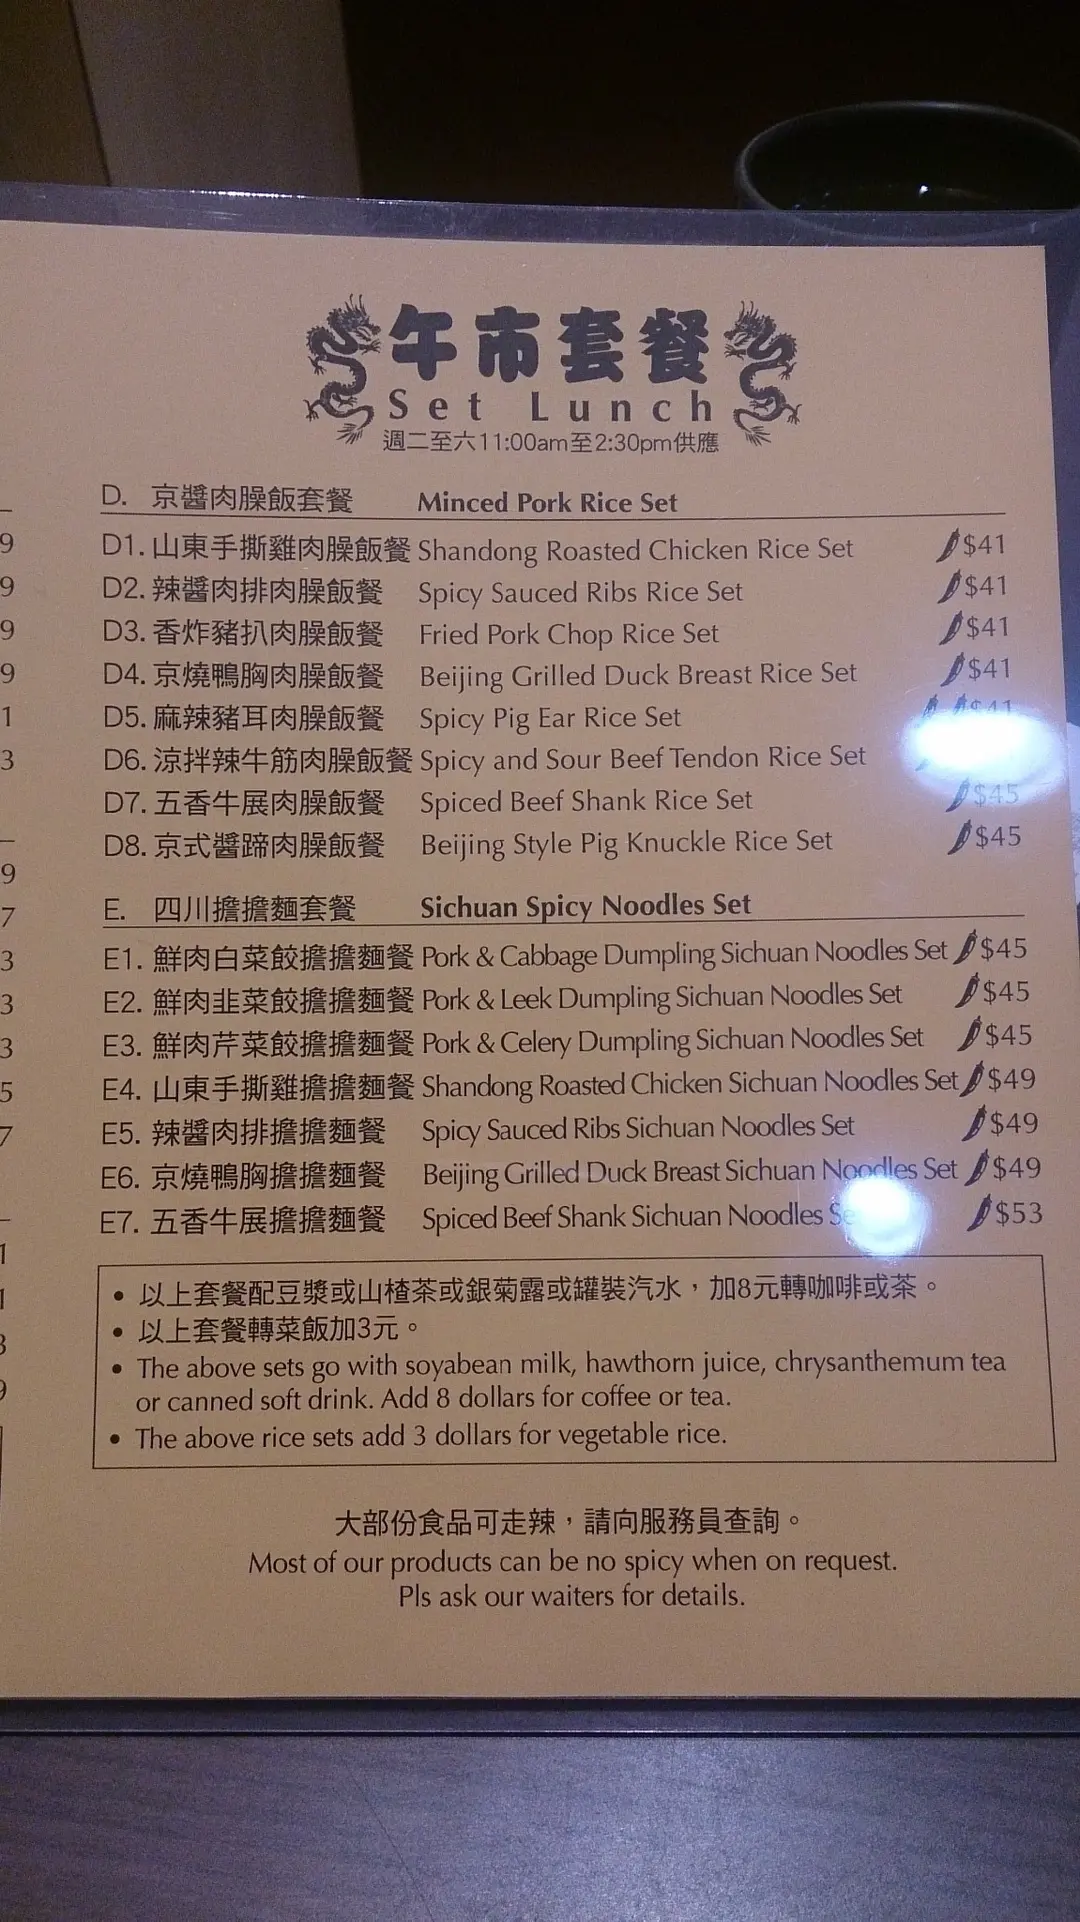 午市套餐
Set Lunch
週二至六11:00am至2:30pm供應
D. 京醬肉臊飯套餐 Minced Pork Rice Set
D1. 山東手撕雞肉臊飯餐 Shandong Roasted Chicken Rice Set $41
D2. 辣醬肉排肉臊飯餐 Spicy Sauced Ribs Rice Set $41
D3. 香炸豬扒肉臊飯餐 Fried Pork Chop Rice Set $41
D4. 京燒鴨胸肉臊飯餐 Beijing Grilled Duck Breast Rice Set $41
D5. 麻辣豬耳肉臊飯餐 Spicy Pig Ear Rice Set $41
D6. 涼拌辣牛筋肉臊飯餐 Spicy and Sour Beef Tendon Rice Set
D7. 五香牛展肉臊飯餐 Spiced Beef Shank Rice Set $45
D8. 京式醬蹄肉臊飯餐 Beijing Style Pig Knuckle Rice Set $45
E. 四川擔擔麵套餐 Sichuan Spicy Noodles Set
E1. 鮮肉白菜餃擔擔麵餐 Pork & Cabbage Dumpling Sichuan Noodles Set $45
E2. 鮮肉韭菜餃擔擔麵餐 Pork & Leek Dumpling Sichuan Noodles Set $45
E3. 鮮肉芹菜餃擔擔麵餐 Pork & Celery Dumpling Sichuan Noodles Set $45
E4. 山東手撕雞擔擔麵餐 Shandong Roasted Chicken Sichuan Noodles Set $49
E5. 辣醬肉排擔擔麵餐 Spicy Sauced Ribs Sichuan Noodles Set $49
E6. 京燒鴨胸擔擔麵餐 Beijing Grilled Duck Breast Sichuan Noodles Set $49
E7. 五香牛展擔擔麵餐 Spiced Beef Shank Sichuan Noodles $53
• 以上套餐配豆漿或山楂茶或銀菊露或罐裝汽水，加8元轉咖啡或茶。
• 以上套餐轉菜飯加3元。
• The above sets go with soyabean milk, hawthorn juice, chrysanthemum tea
or canned soft drink. Add 8 dollars for coffee or tea.
• The above rice sets add 3 dollars for vegetable rice.
大部份食品可走辣，請向服務員查詢。
Most of our products can be no spicy when on request.
Pls ask our waiters for details.